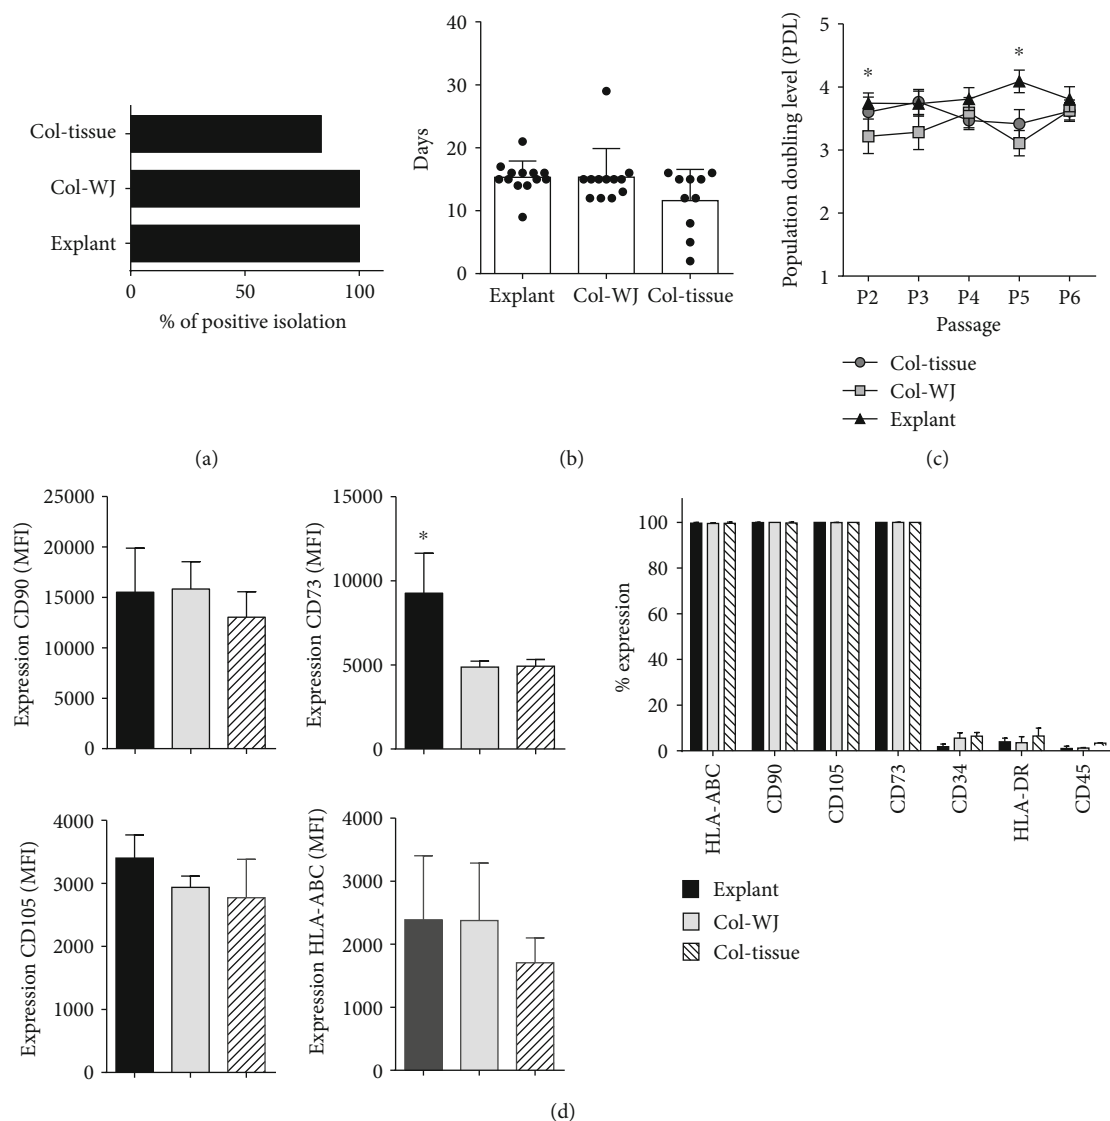 Col-tissue
Col-WJ
Explant
0
50
100
% of positive isolation
(a)
40
30
20
10
0
Days
Explant
Col-WJ
Col-tissue
(b)
5
4
3
2
1
Population doubling level (PDL)
*
*
P2
P3
P4
P5
P6
Passage
Col-tissue
Col-WJ
Explant
(c)
25000
20000
15000
10000
5000
0
Expression CD90 (MFI)
15000
10000
5000
0
Expression CD73 (MFI)
*
4000
3000
2000
1000
0
Expression CD105 (MFI)
4000
3000
2000
1000
0
Expression HLA-ABC (MFI)
100
80
60
40
20
0
% expression
HLA-ABC
CD90
CD105
CD73
CD34
HLA-DR
CD45
Explant
Col-WJ
Col-tissue
(d)